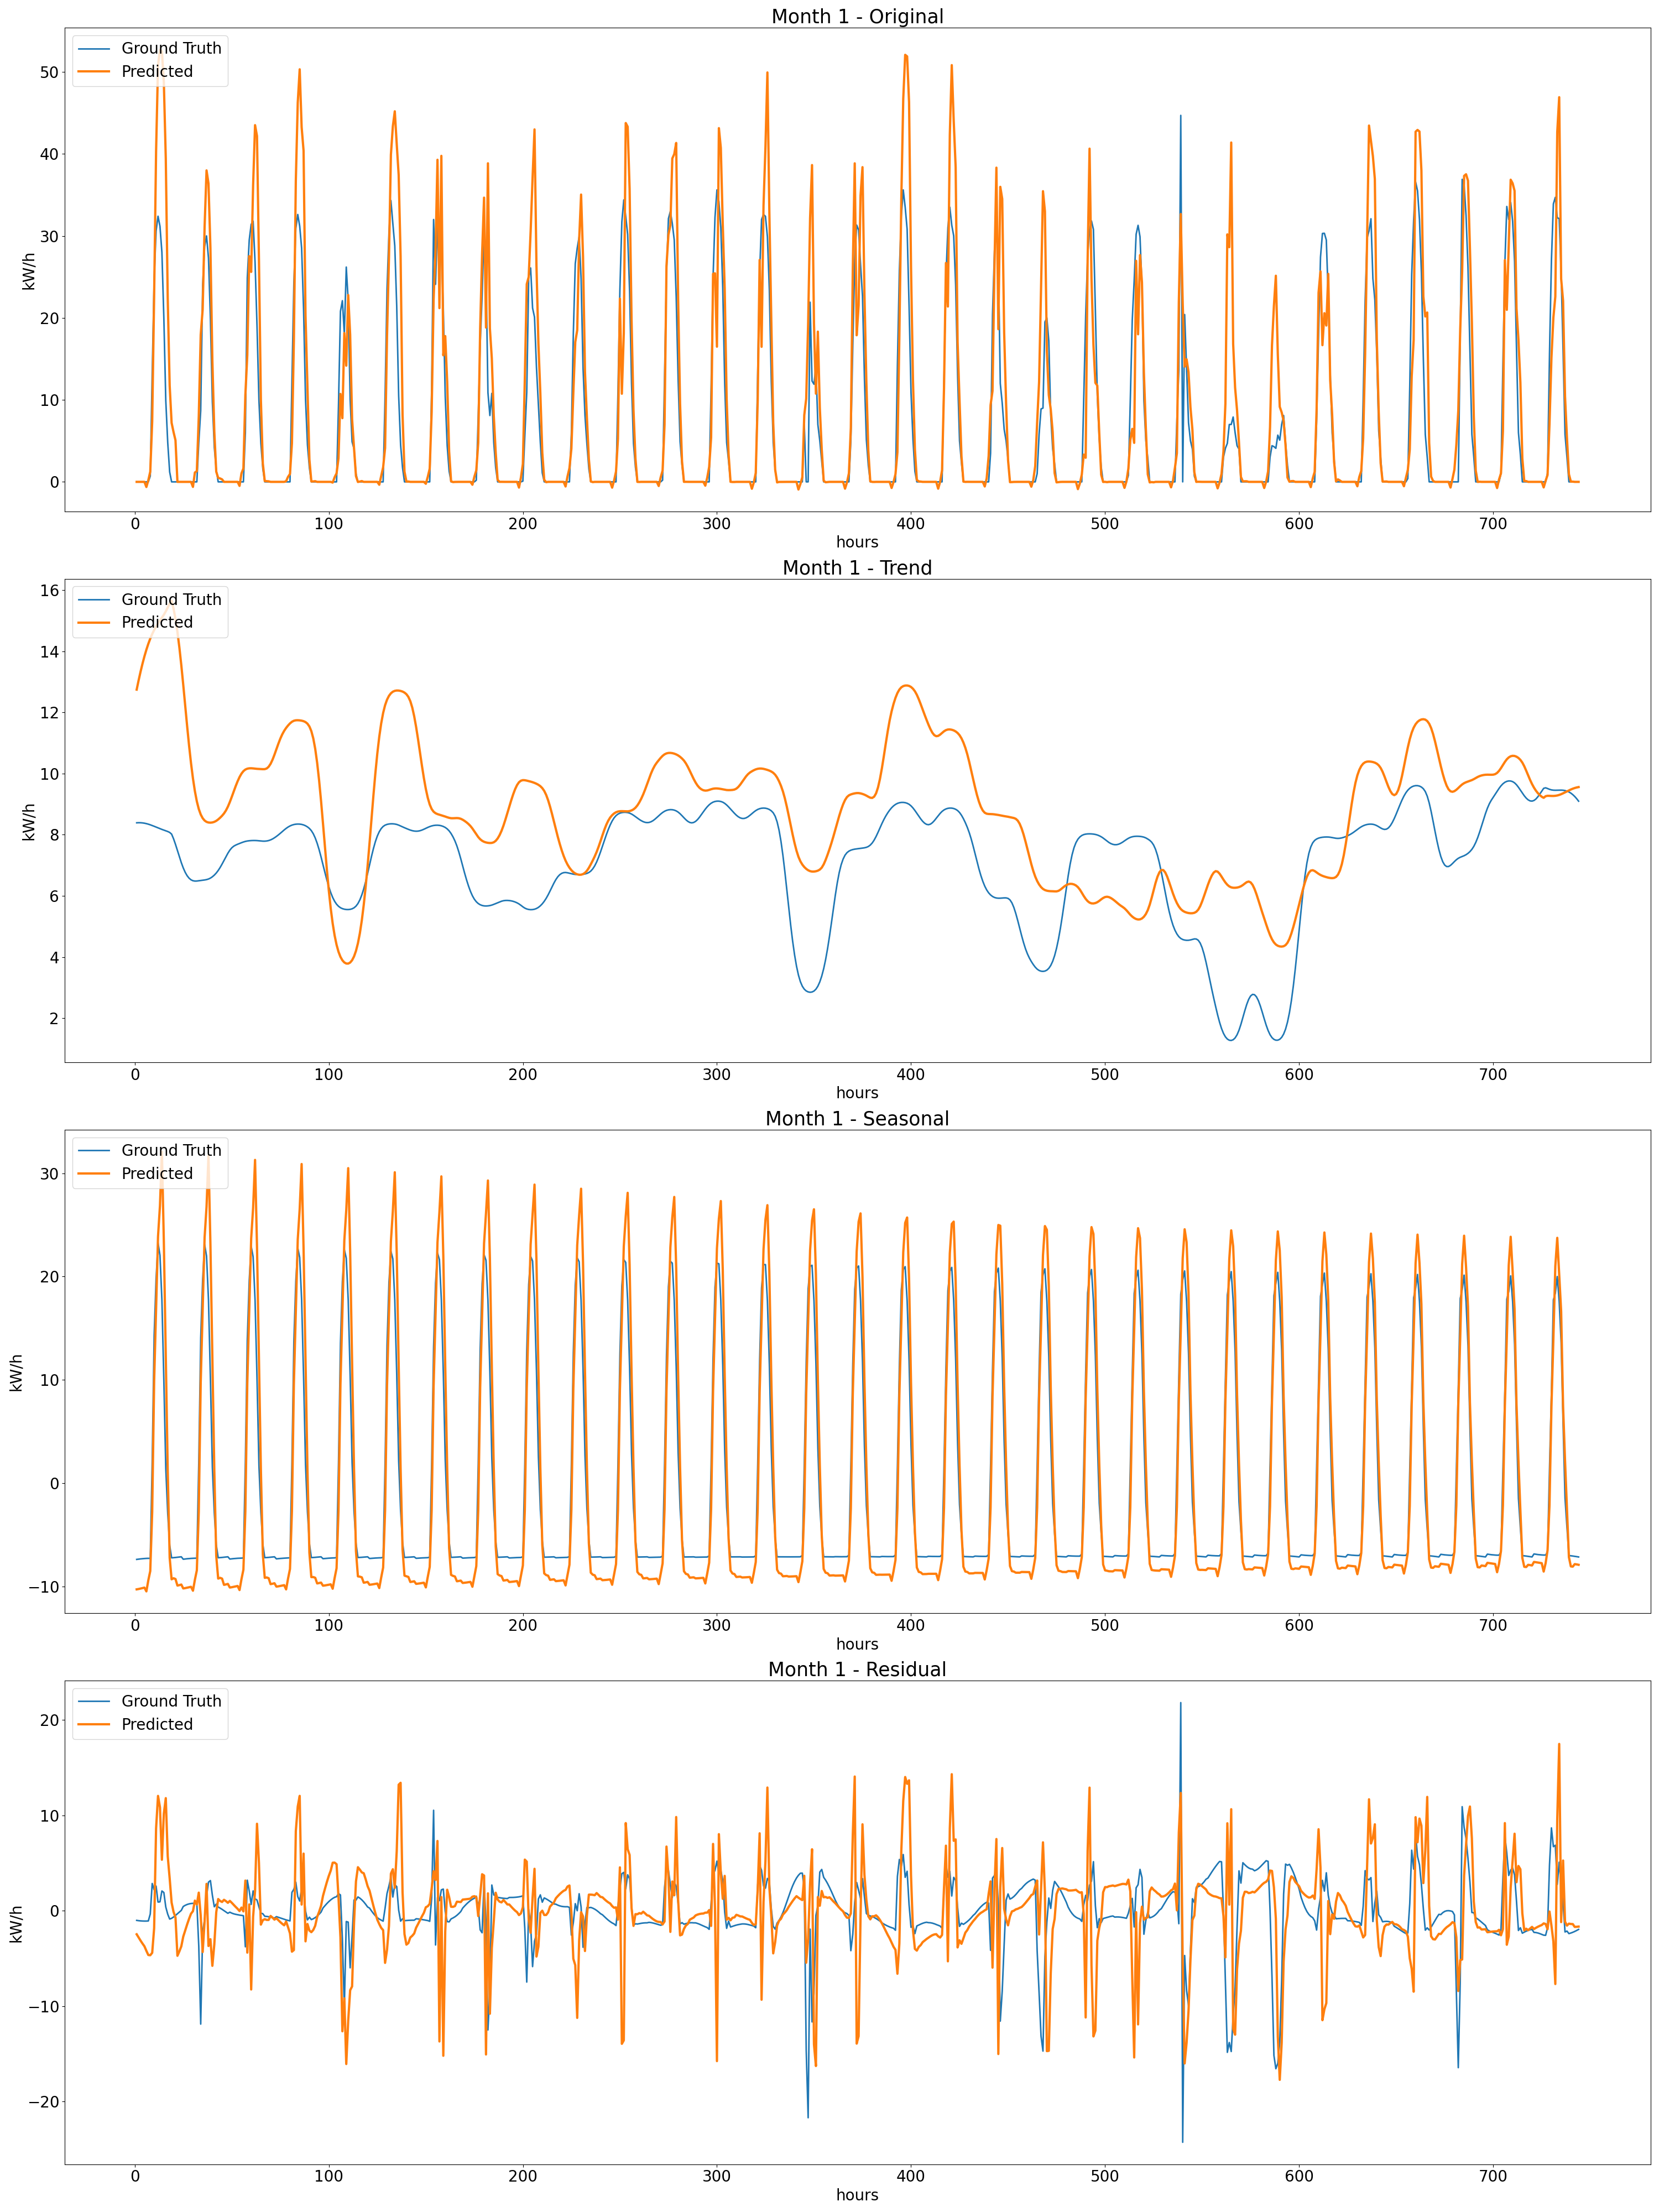 Month 1 - Original
Ground Truth
Predicted
50
40
30
20
10
0
kW/h
0 100 200 300 400 500 600 700
hours
Month 1 - Trend
Ground Truth
Predicted
16
14
12
10
8
6
4
2
kW/h
0 100 200 300 400 500 600 700
hours
Month 1 - Seasonal
Ground Truth
Predicted
30
20
10
0
−10
kW/h
0 100 200 300 400 500 600 700
hours
Month 1 - Residual
Ground Truth
Predicted
20
10
0
−10
−20
kW/h
0 100 200 300 400 500 600 700
hours